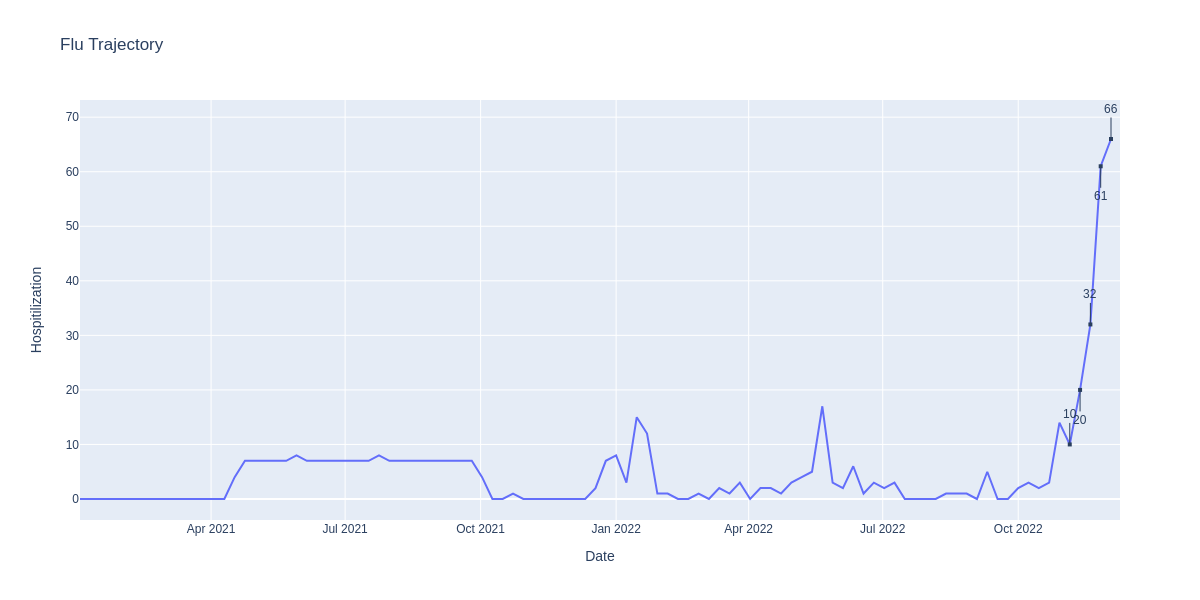 Flu Trajectory
66
70
60
61
50
40
32
30
20
10
20
10
0
Hospitilization
Apr 2021
Jul 2021
Oct 2021
Jan 2022
Apr 2022
Jul 2022
Oct 2022
Date